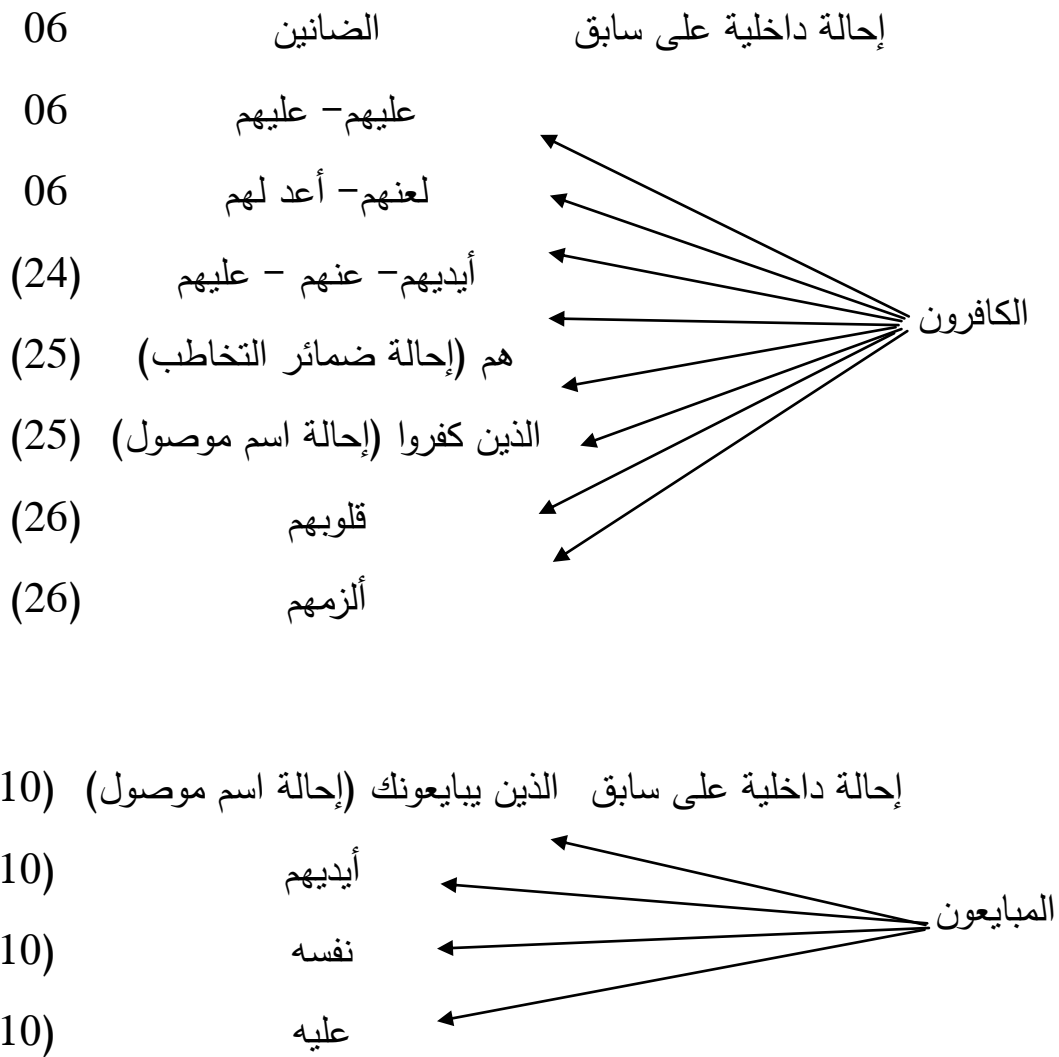 إحالة داخلية على سابق الضانين 06
عليهم- عليهم 06
لعنهم- أعد لهم 06
أيديهم- عنهم - عليهم (24)
الكافرون
هم (إحالة ضمائر التخاطب) (25)
الذين كفروا (إحالة اسم موصول) (25)
قلوبهم (26)
ألزمهم (26)
إحالة داخلية على سابق الذين يبايعونك (إحالة اسم موصول) (10
أيديهم (10
المبايعون
نفسه (10
عليه (10